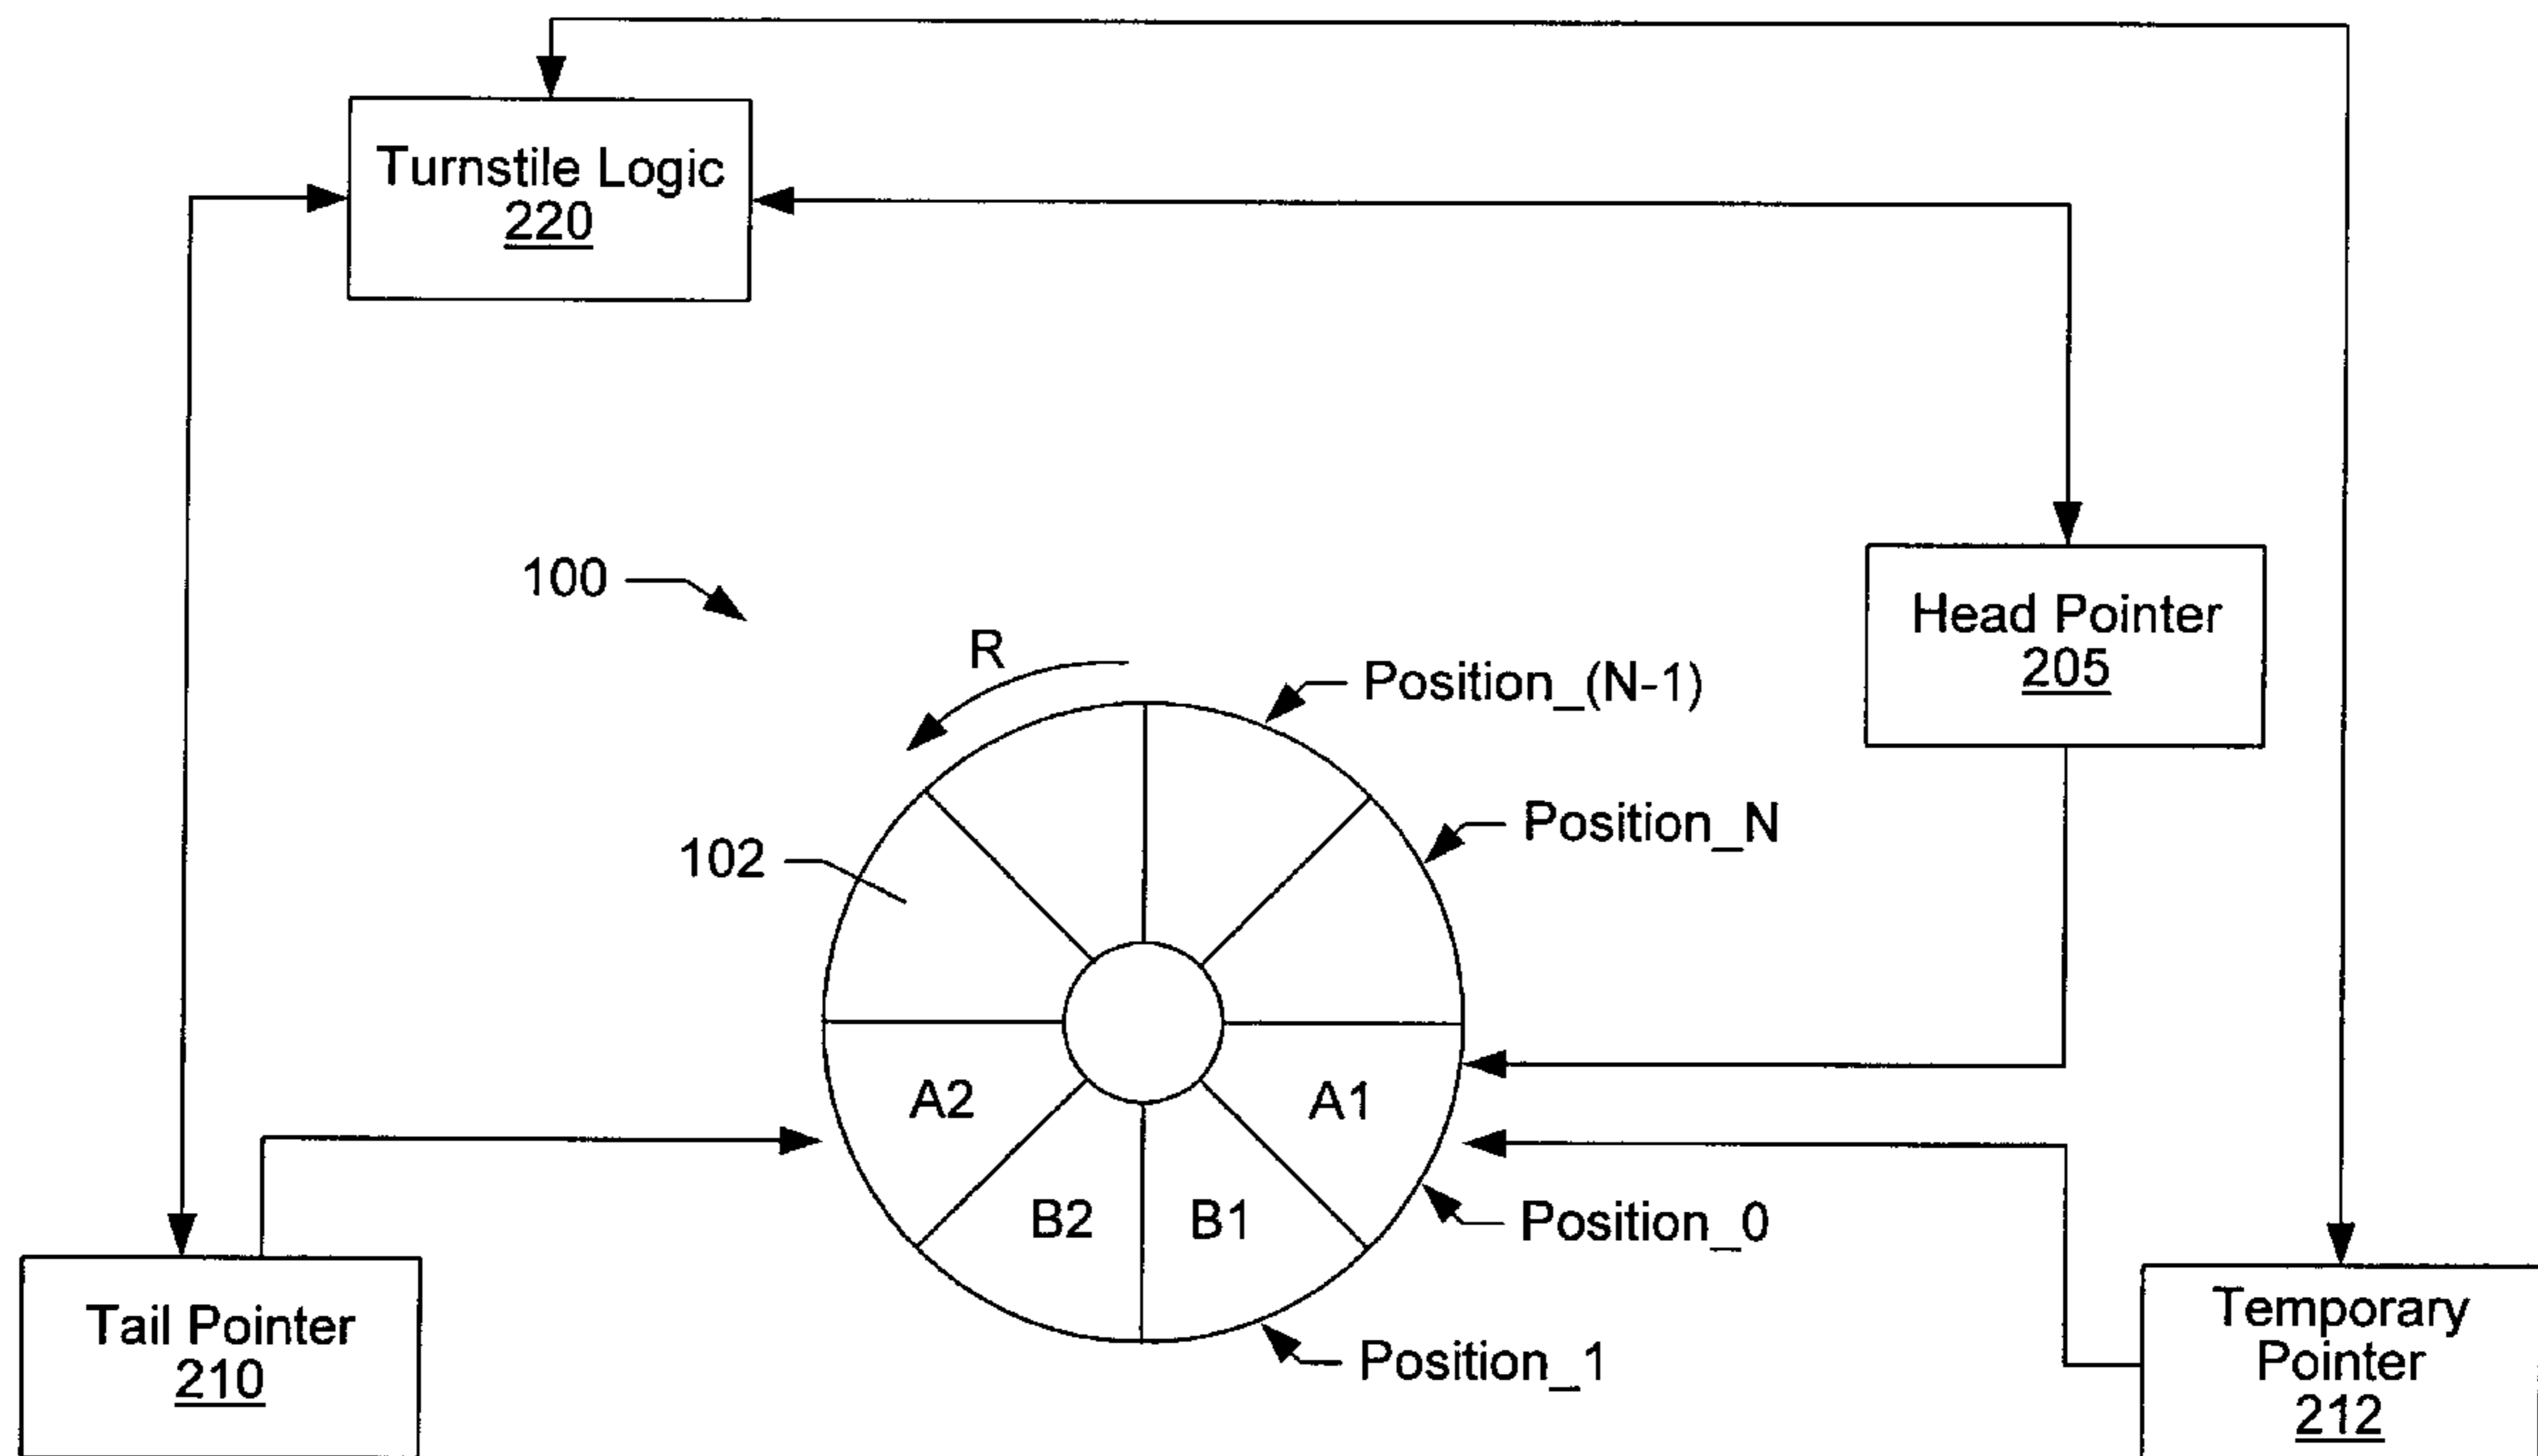 Turnstile Logic
220
100
R
Position_(N-1)
Head Pointer
205
Position_N
102
A2
A1
B2
B1
Position_0
Position_1
Tail Pointer
210
Temporary
Pointer
212